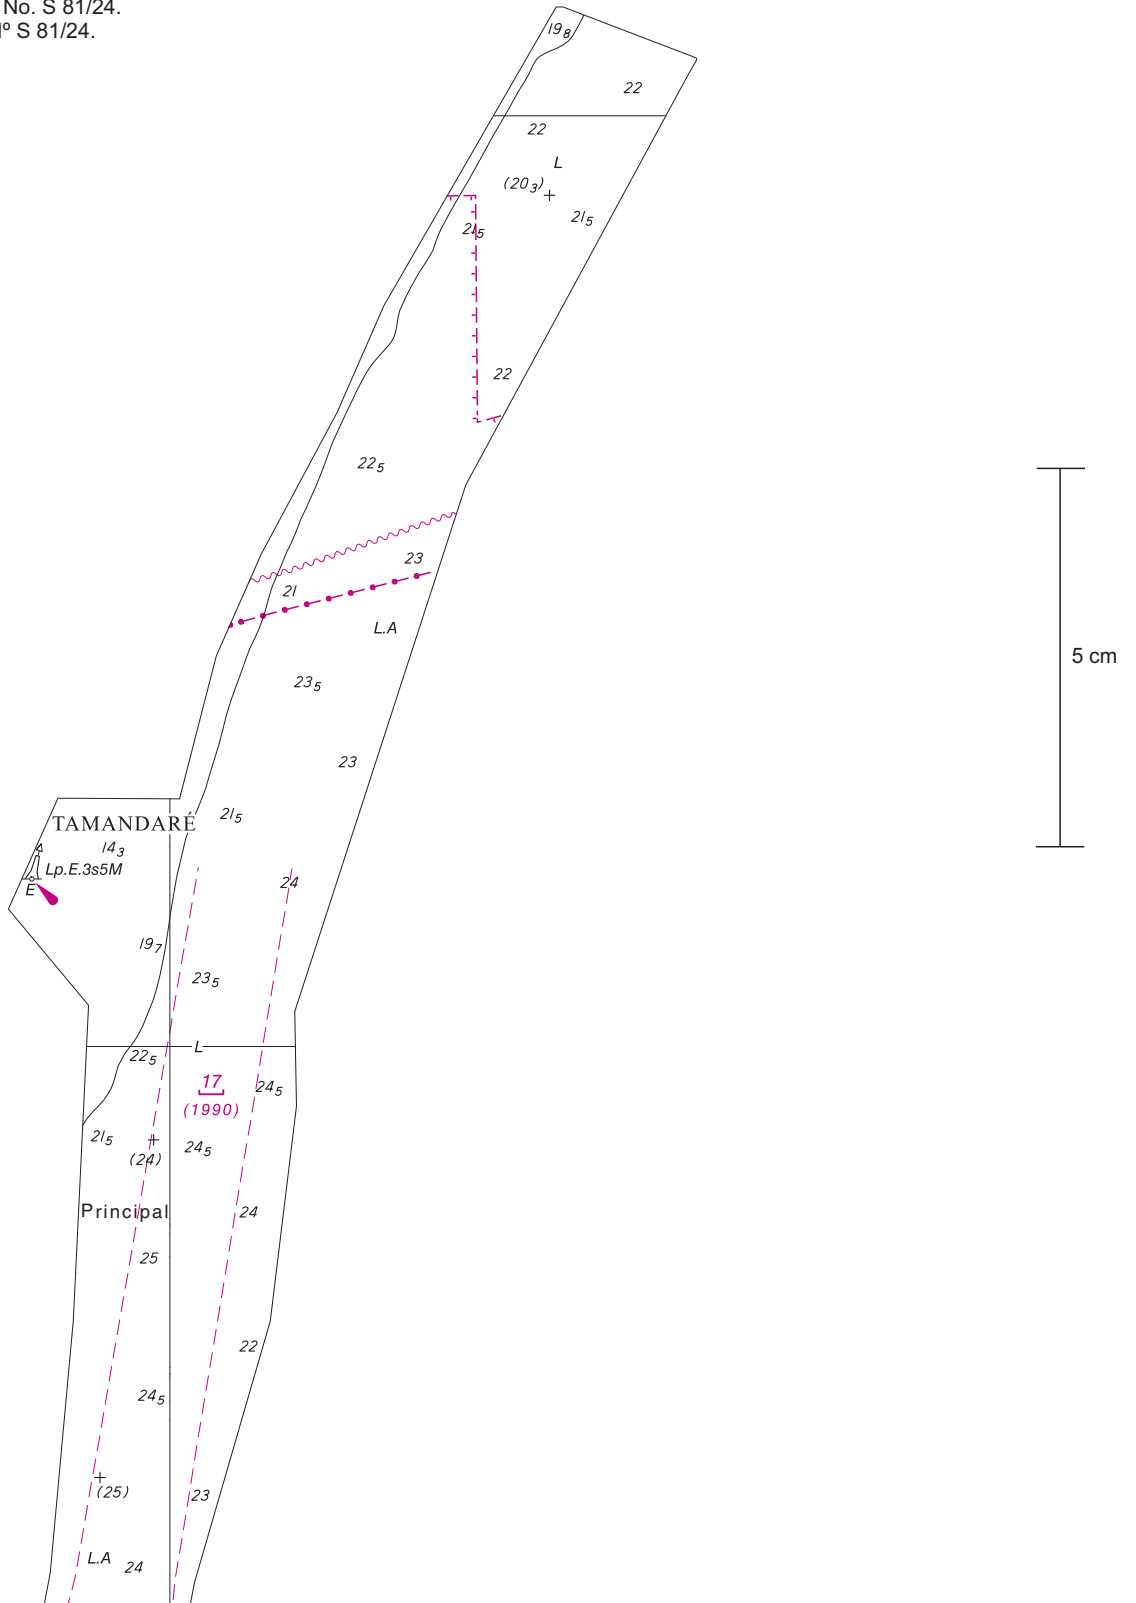 No. S 81/24.
Nº S 81/24.
19₈
22
22
L
(20₃)
21₅
21₅
22
22₅
23
21
L.A
23₅
5 cm
23
21₅
TAMANDARÉ
14₃
Lp.E.3s5M
E
24
19₇
23₅
L
22₅
17
24₅
(1990)
21₅
24₅
(24)
Principal
24
25
22
24₅
(25)
23
L.A
24